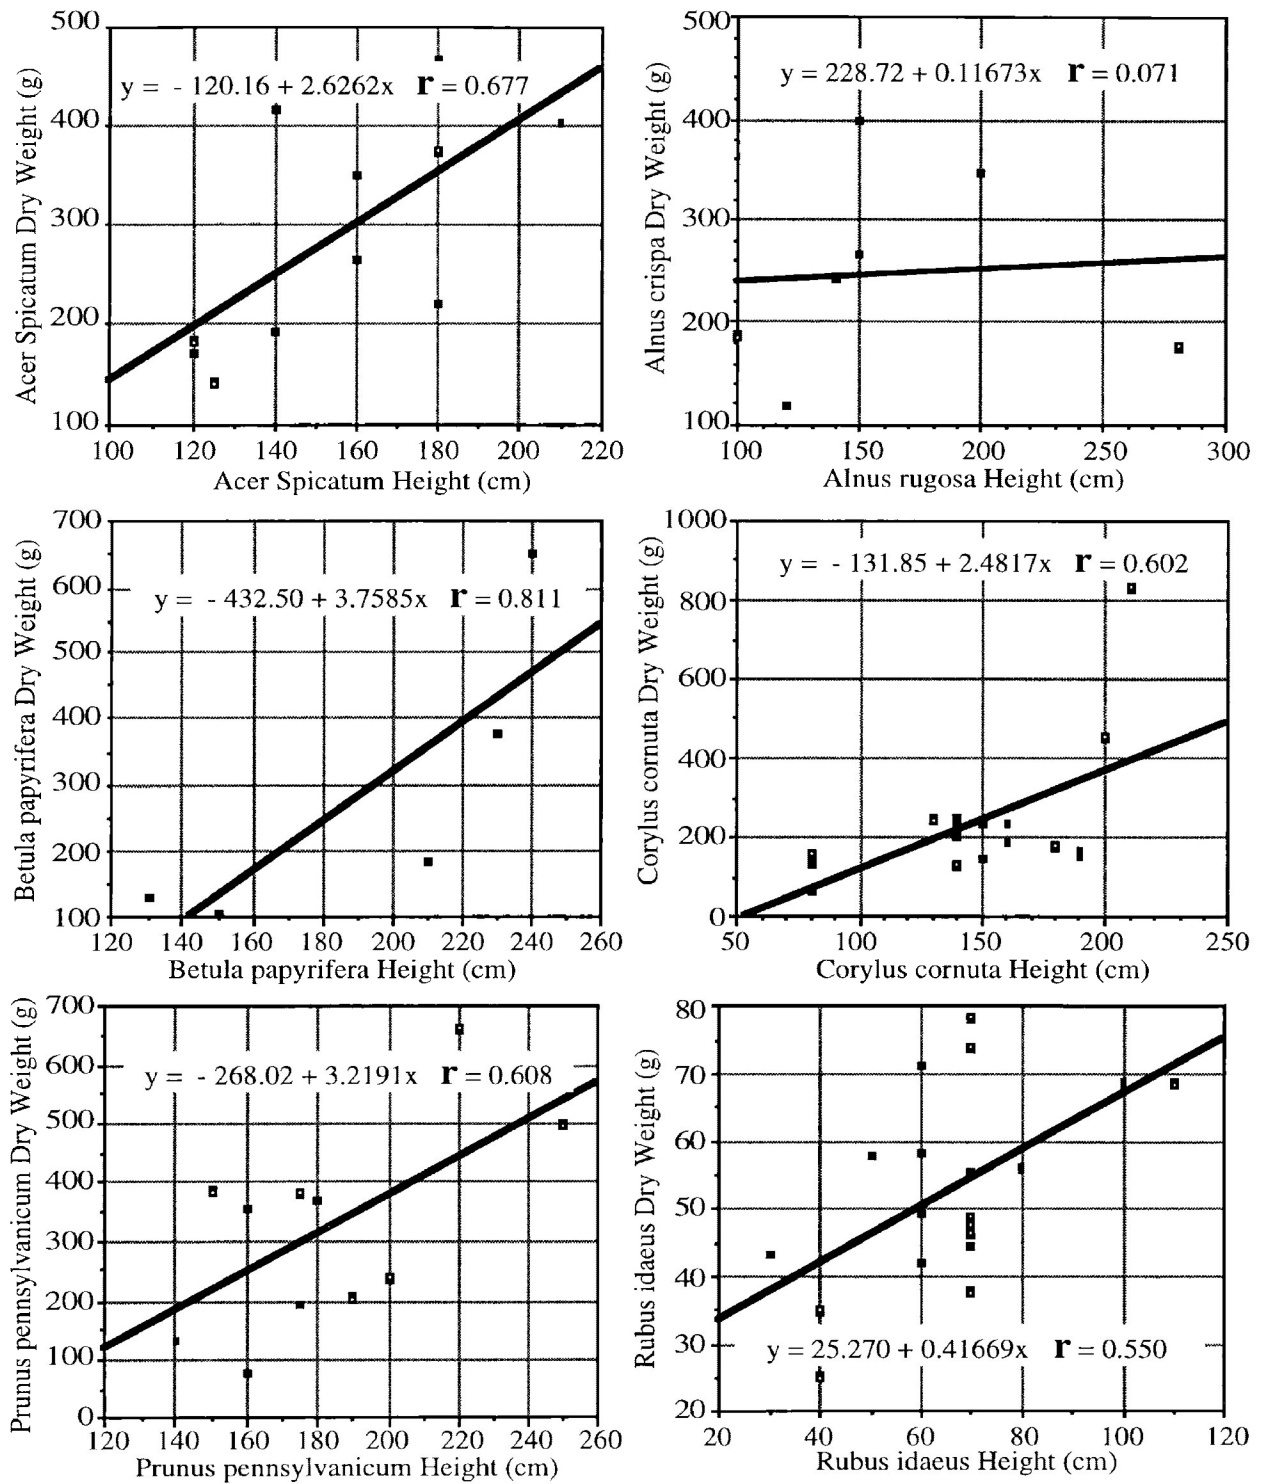 500
400
300
200
100
Acer Spicatum Dry Weight (g)
y = - 120.16 + 2.6262x r = 0.677
100 120 140 160 180 200 220
Acer Spicatum Height (cm)
500
400
300
200
100
Alnus crispa Dry Weight (g)
y = 228.72 + 0.11673x r = 0.071
100 150 200 250 300
Alnus rugosa Height (cm)
700
600
500
400
300
200
100
Betula papyrifera Dry Weight (g)
y = - 432.50 + 3.7585x r = 0.811
120 140 160 180 200 220 240 260
Betula papyrifera Height (cm)
1000
800
600
400
200
0
Corylus cornuta Dry Weight (g)
y = - 131.85 + 2.4817x r = 0.602
50 100 150 200 250
Corylus cornuta Height (cm)
700
600
500
400
300
200
100
0
Prunus pennsylvanicum Dry Weight (g)
y = - 268.02 + 3.2191x r = 0.608
120 140 160 180 200 220 240 260
Prunus pennsylvanicum Height (cm)
80
70
60
50
40
30
20
Rubus idaeus Dry Weight (g)
y = 25.270 + 0.41669x r = 0.550
20 40 60 80 100 120
Rubus idaeus Height (cm)